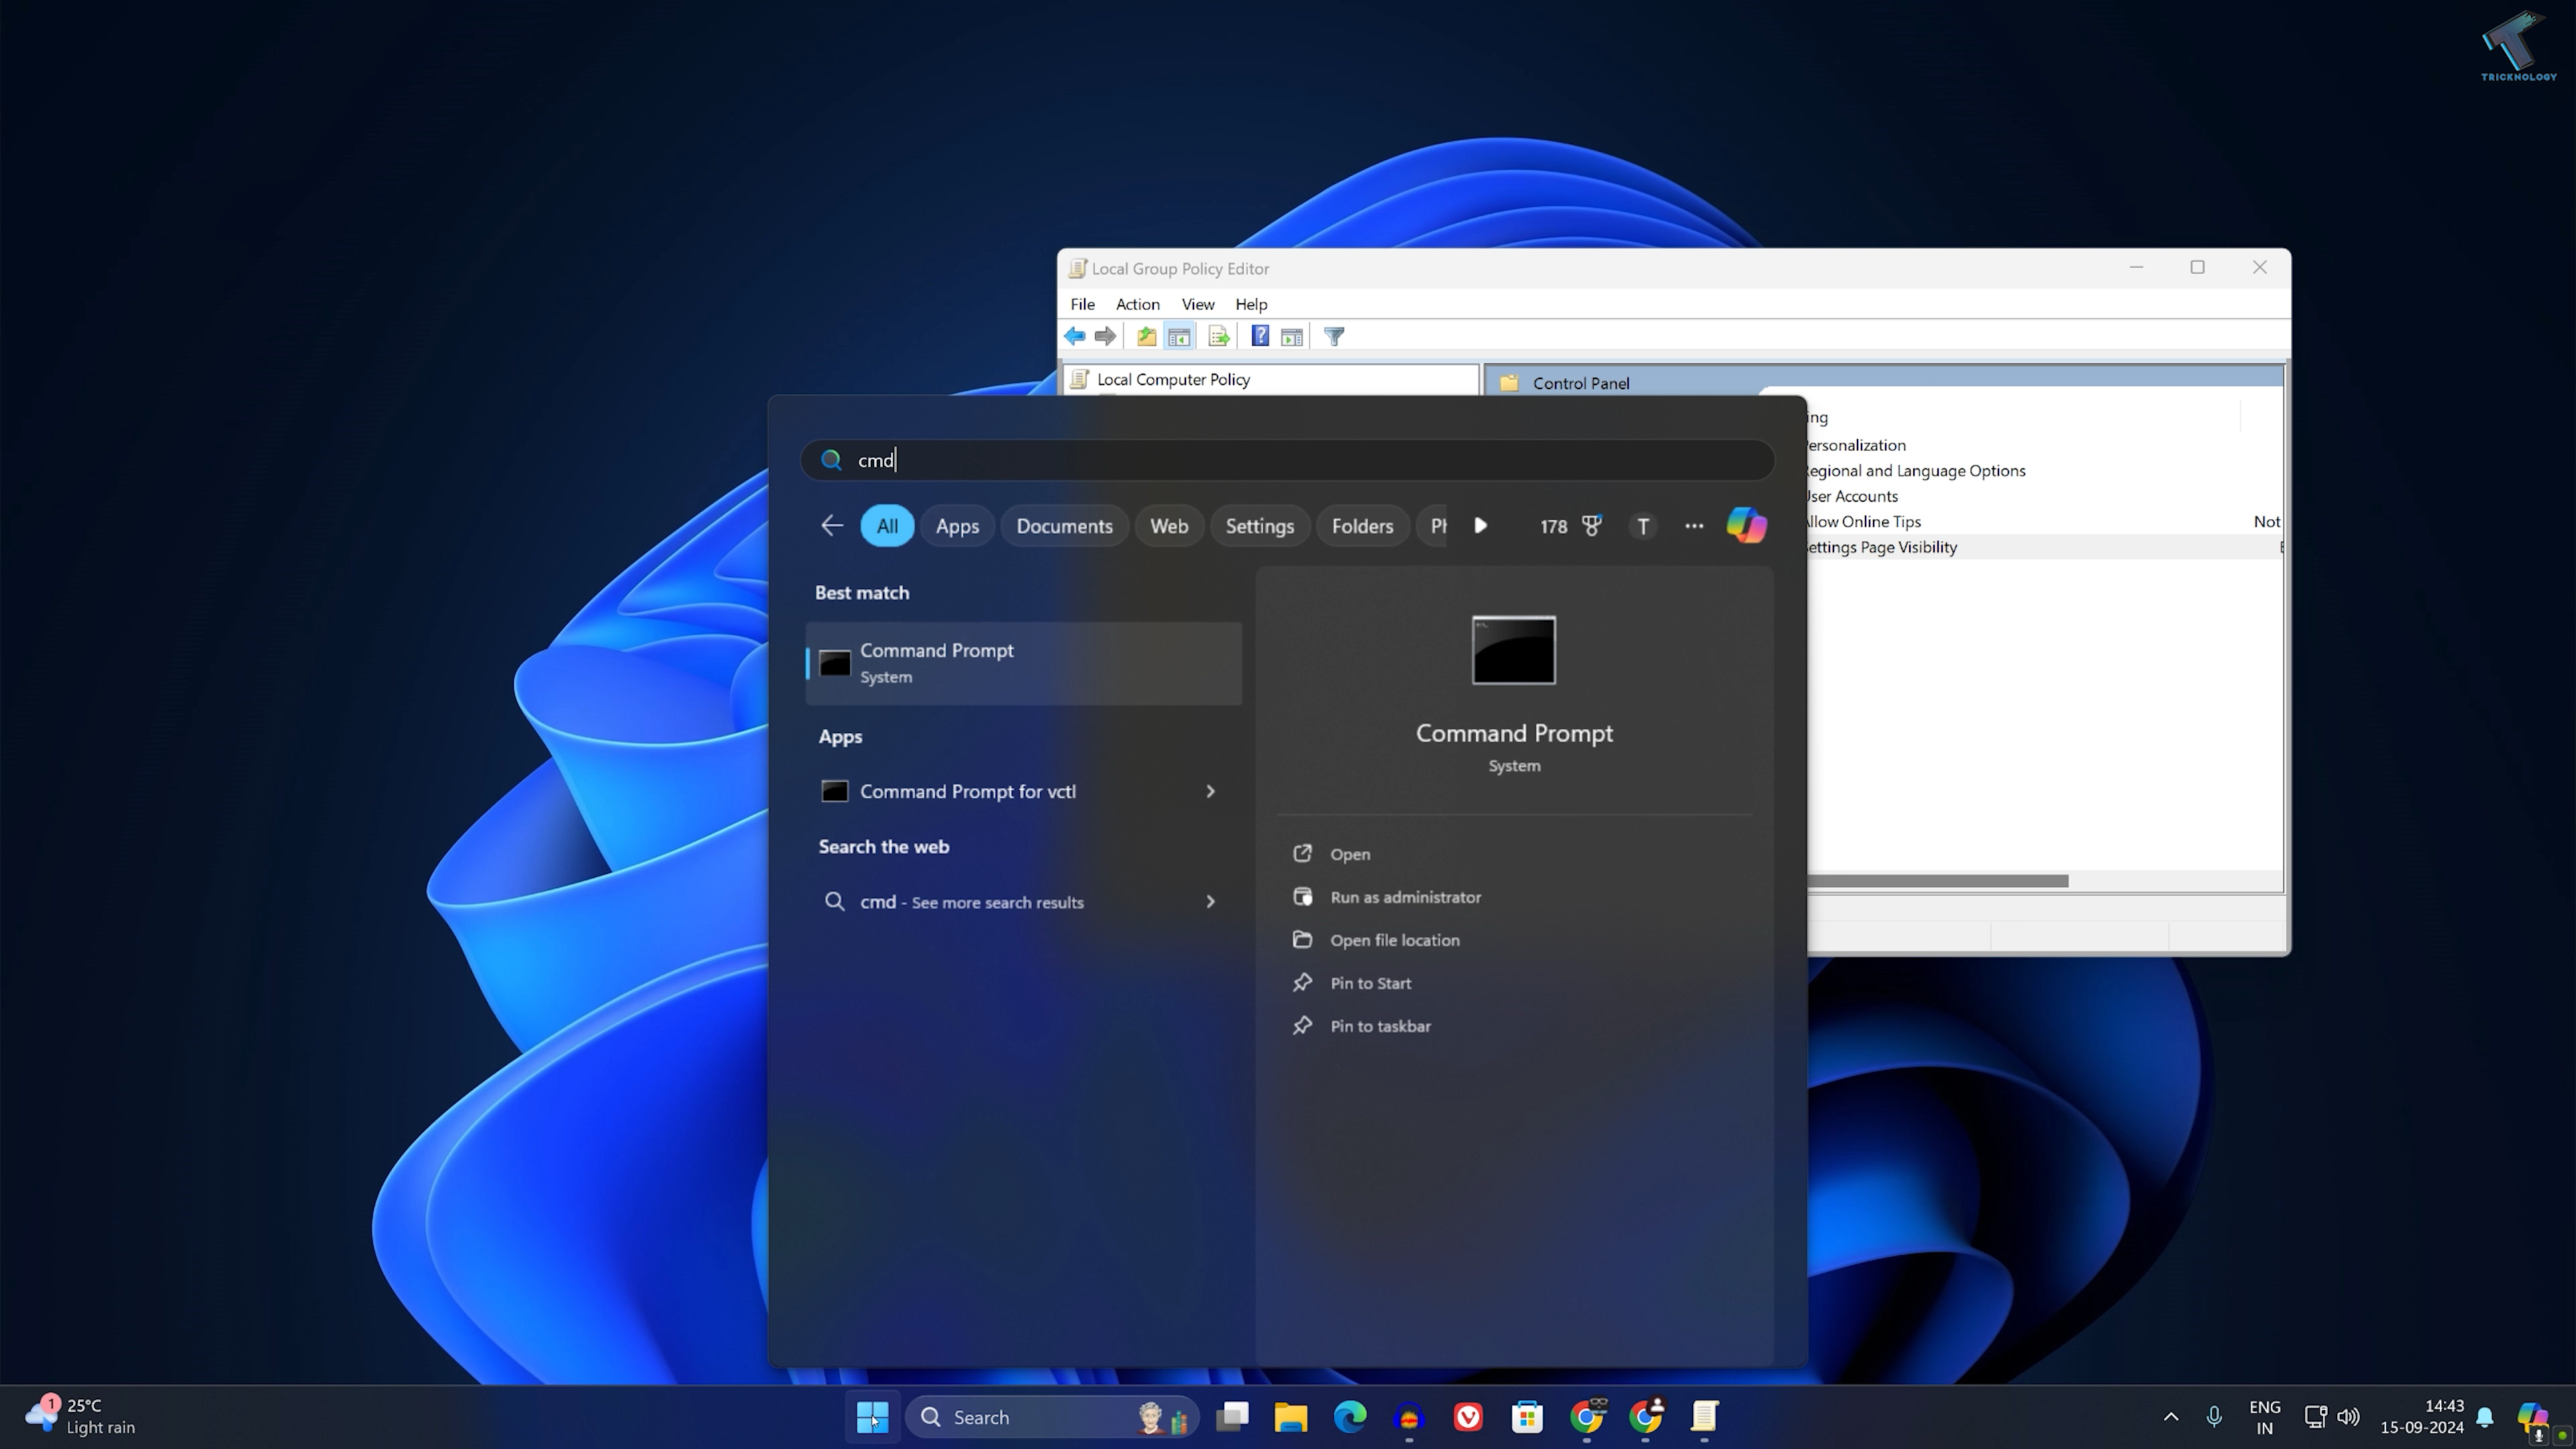 TRICKNOLOGY
Local Group Policy Editor
File Action View Help
Local Computer Policy
Control Panel
ing
ersonalization
egional and Language Options
ser Accounts
llow Online Tips Not
ettings Page Visibility E
cmd
All Apps Documents Web Settings Folders Ph 178 T
Best match
Command Prompt
System
Apps
Command Prompt for vctl
Search the web
cmd - See more search results
Command Prompt
System
Open
Run as administrator
Open file location
Pin to Start
Pin to taskbar
1
25°C
Light rain
Search
ENG
IN
14:43
15-09-2024